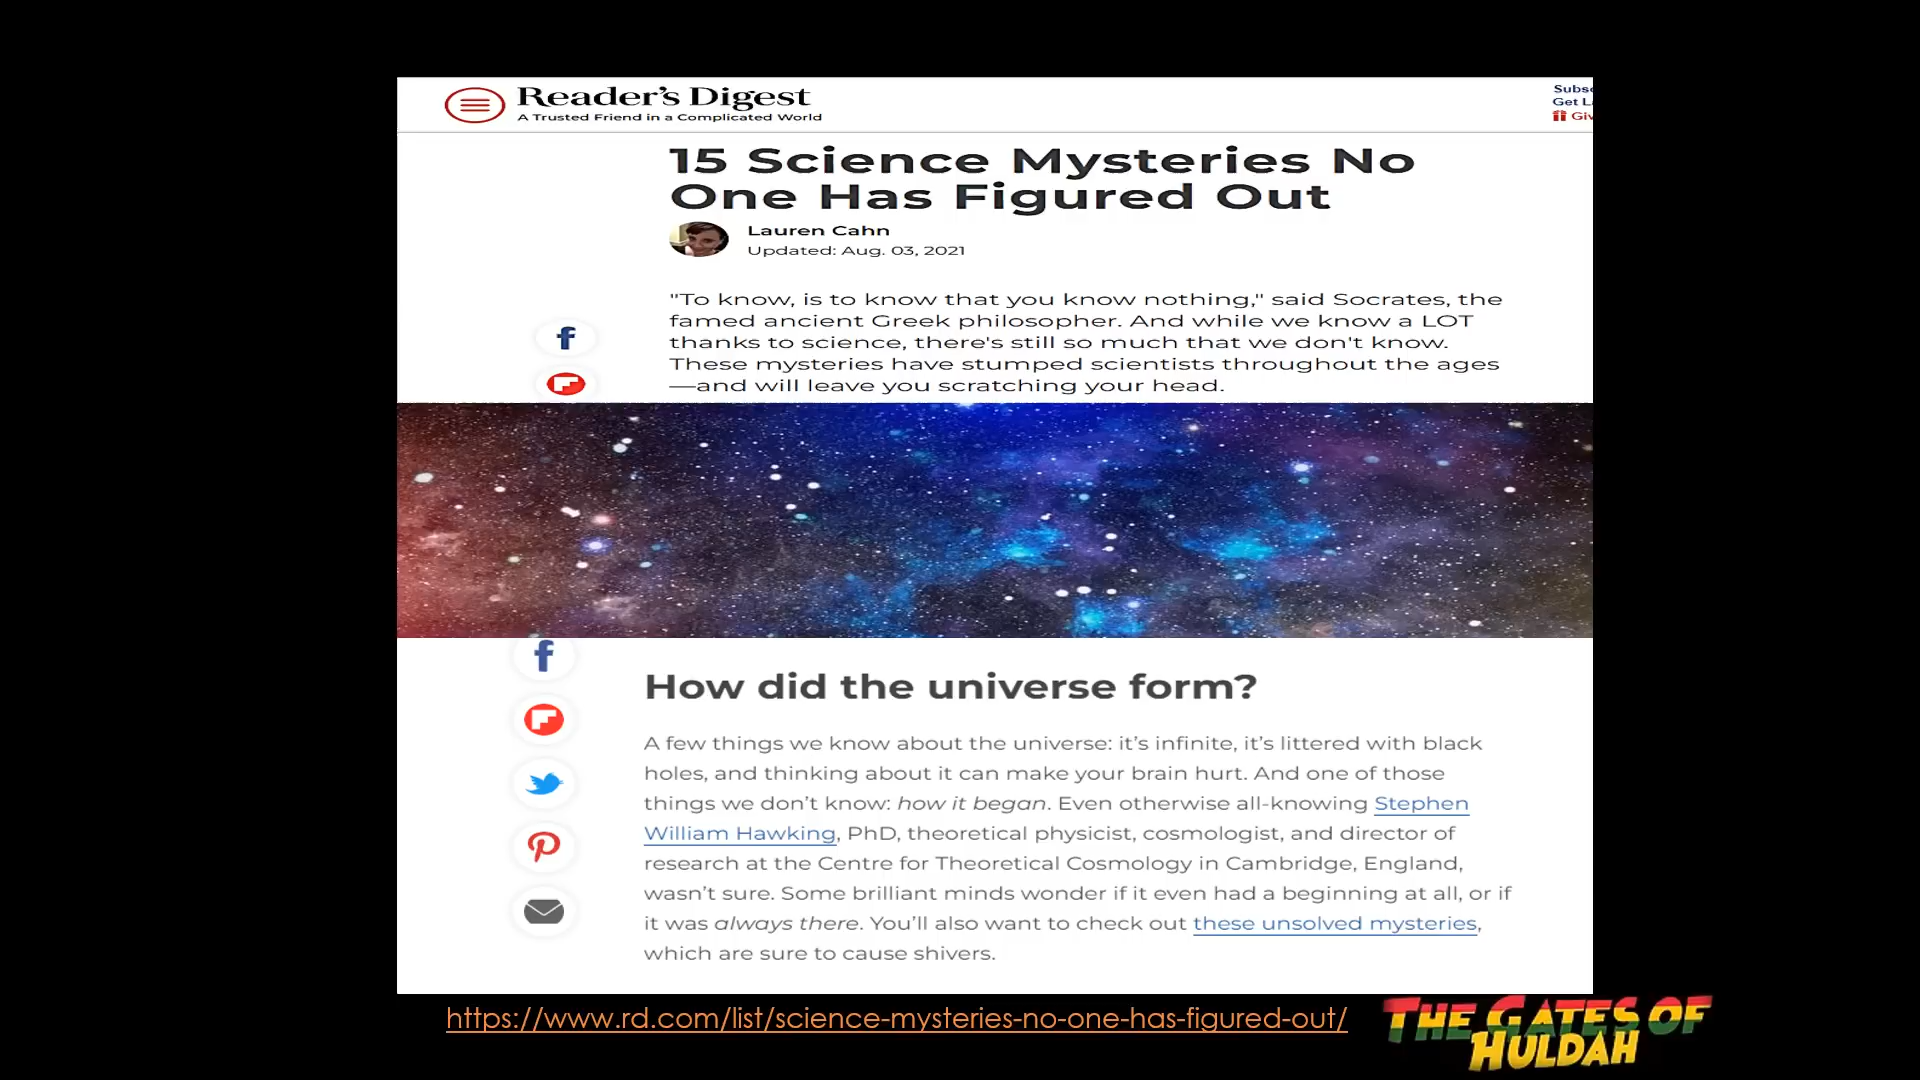 Reader's Digest
A Trusted Friend in a Complicated World
Subsc
Get L
Giv
15 Science Mysteries No
One Has Figured Out
Lauren Cahn
Updated: Aug. 03, 2021
"To know, is to know that you know nothing," said Socrates, the
famed ancient Greek philosopher. And while we know a LOT
thanks to science, there's still so much that we don't know.
These mysteries have stumped scientists throughout the ages
—and will leave you scratching your head.
How did the universe form?
A few things we know about the universe: it’s infinite, it’s littered with black
holes, and thinking about it can make your brain hurt. And one of those
things we don’t know: how it began. Even otherwise all-knowing Stephen
William Hawking, PhD, theoretical physicist, cosmologist, and director of
research at the Centre for Theoretical Cosmology in Cambridge, England,
wasn’t sure. Some brilliant minds wonder if it even had a beginning at all, or if
it was always there. You’ll also want to check out these unsolved mysteries,
which are sure to cause shivers.
https://www.rd.com/list/science-mysteries-no-one-has-figured-out/
THE GATES OF
HULDAH